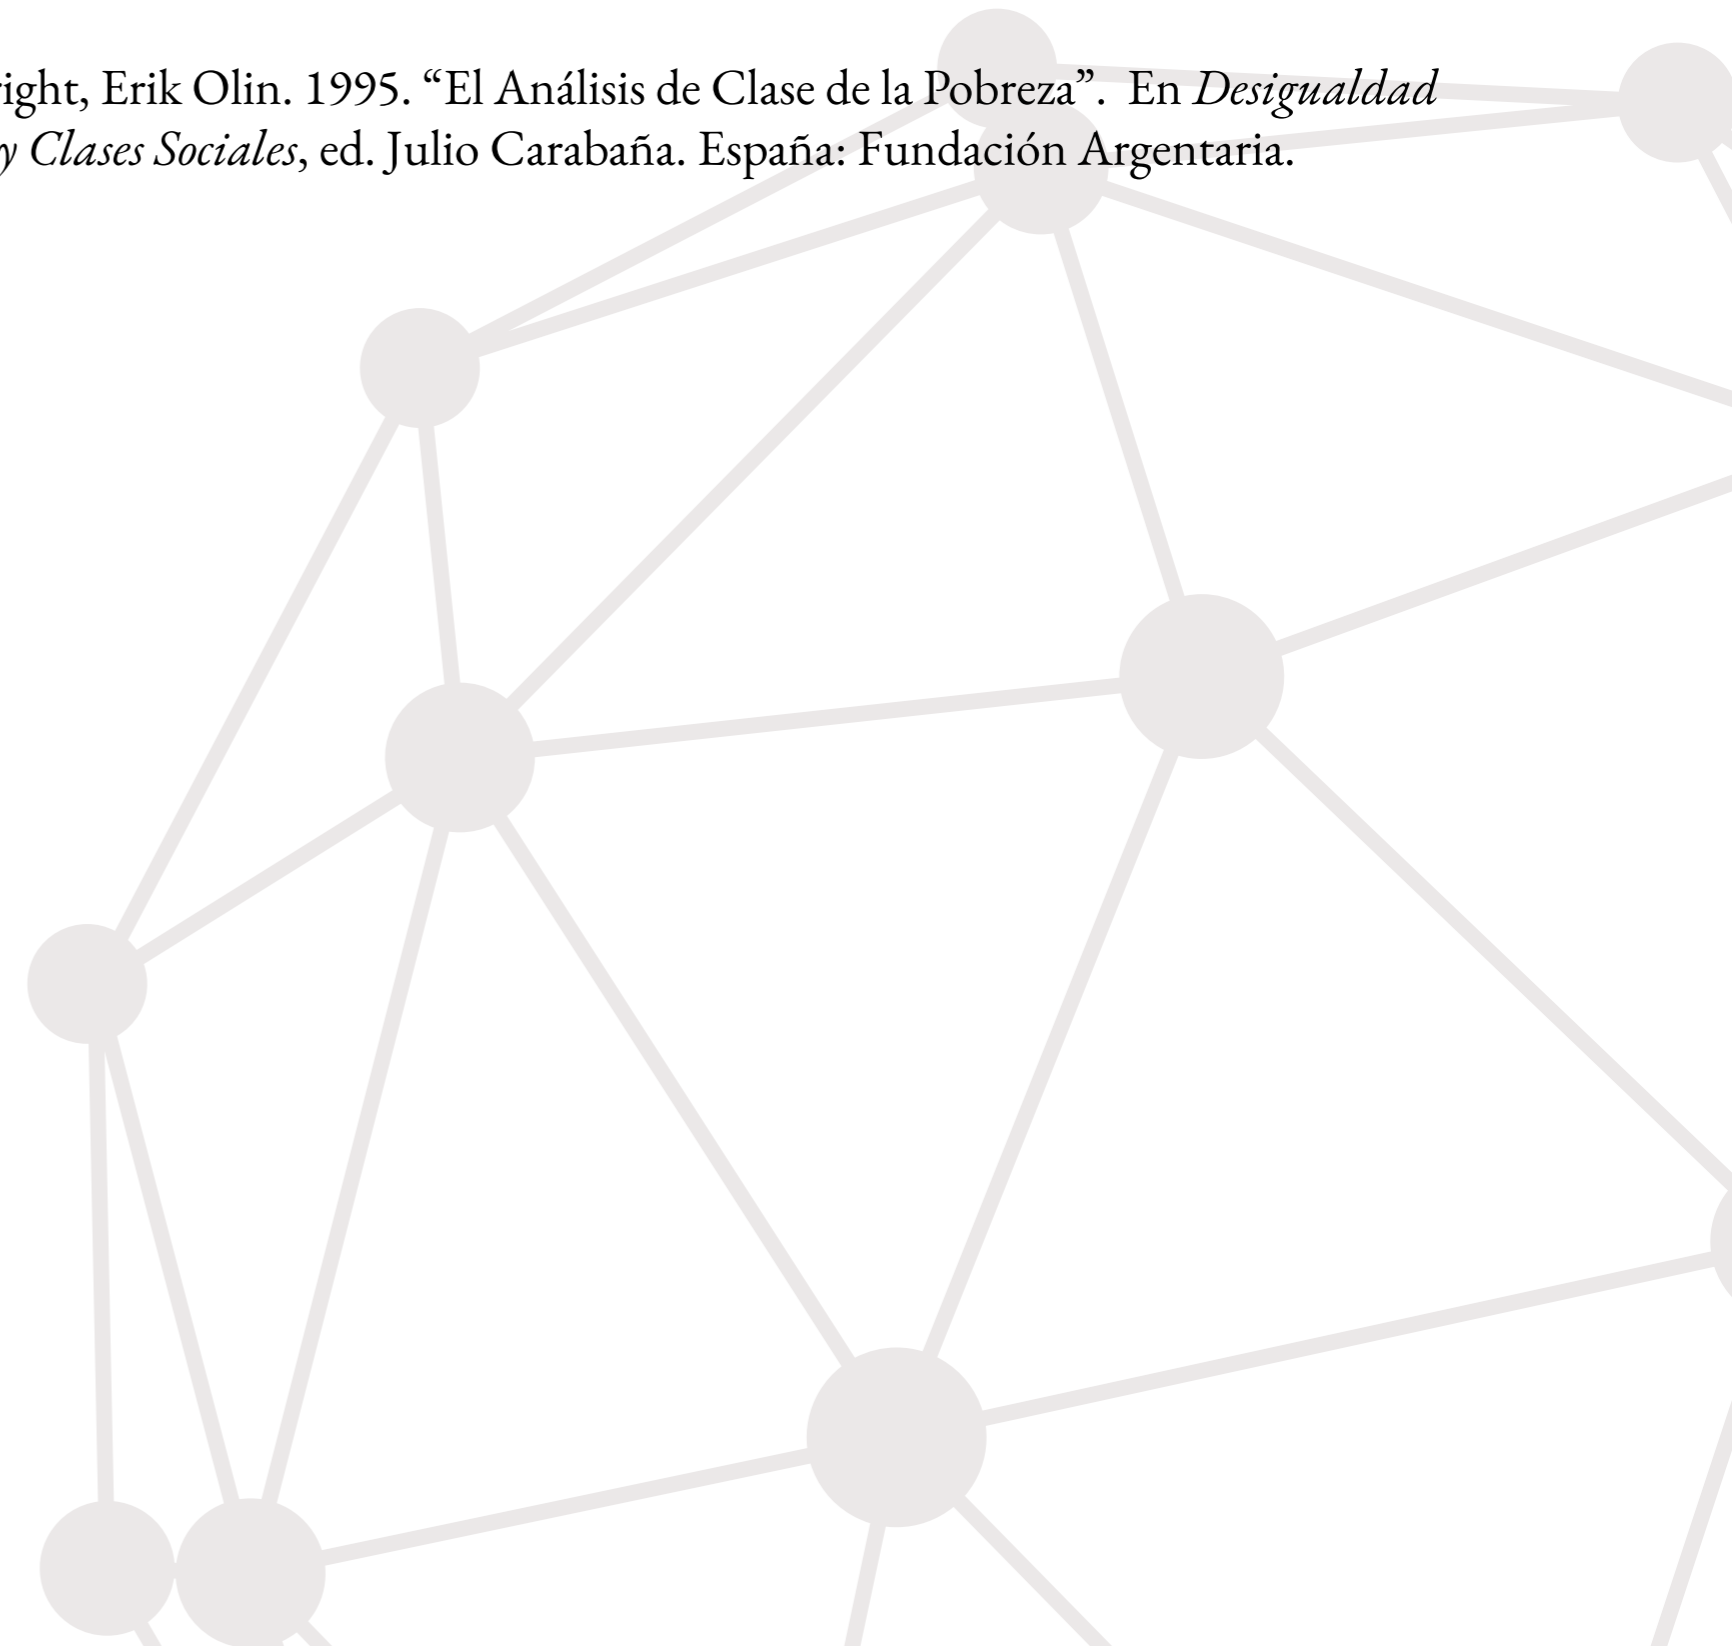 right, Erik Olin. 1995. “El Análisis de Clase de la Pobreza”. En Desigualdad
y Clases Sociales, ed. Julio Carabaña. España: Fundación Argentaria.